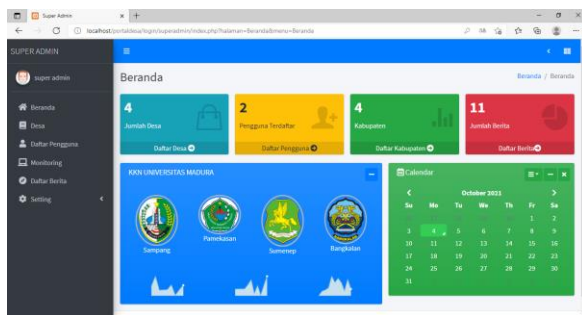 Super Admin
localhost/portaldesa/login/superadmin/index.php?halaman=Beranda&menu=Beranda
SUPER ADMIN
super admin
Beranda
Desa
Daftar Pengguna
Monitoring
Daftar Berita
Setting
Beranda
Beranda / Beranda
4
Jumlah Desa
Daftar Desa
2
Pengguna Terdaftar
Daftar Pengguna
4
Kabupaten
Daftar Kabupaten
11
Jumlah Berita
Daftar Berita
KKN UNIVERSITAS MADURA
Sampang
Pamekasan
Sumenep
Bangkalan
Calendar
October 2021
Su Mo Tu We Th Fr Sa
1 2
3 4 5 6 7 8 9
10 11 12 13 14 15 16
17 18 19 20 21 22 23
24 25 26 27 28 29 30
31